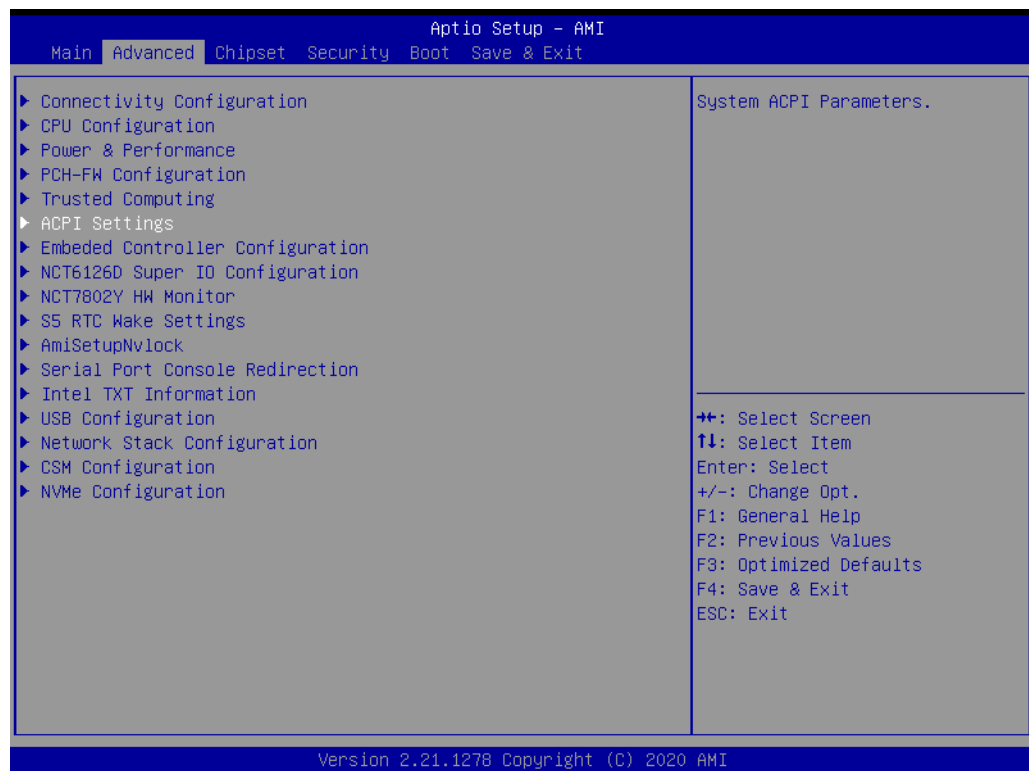 Aptio Setup – AMI
Main Advanced Chipset Security Boot Save & Exit
▶ Connectivity Configuration
▶ CPU Configuration
▶ Power & Performance
▶ PCH-FW Configuration
▶ Trusted Computing
▶ ACPI Settings
▶ Embeded Controller Configuration
▶ NCT6126D Super IO Configuration
▶ NCT7802Y HW Monitor
▶ S5 RTC Wake Settings
▶ AmiSetupNvlock
▶ Serial Port Console Redirection
▶ Intel TXT Information
▶ USB Configuration
▶ Network Stack Configuration
▶ CSM Configuration
▶ NVMe Configuration
System ACPI Parameters.
→←: Select Screen
↑↓: Select Item
Enter: Select
+/-: Change Opt.
F1: General Help
F2: Previous Values
F3: Optimized Defaults
F4: Save & Exit
ESC: Exit
Version 2.21.1278 Copyright (C) 2020 AMI